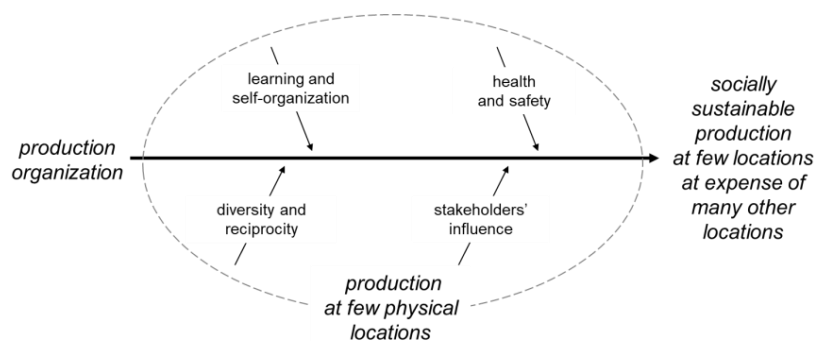 production
organization
learning and
self-organization
health
and safety
diversity and
reciprocity
stakeholders'
influence
production
at few physical
locations
socially
sustainable
production
at few locations
at expense of
many other
locations